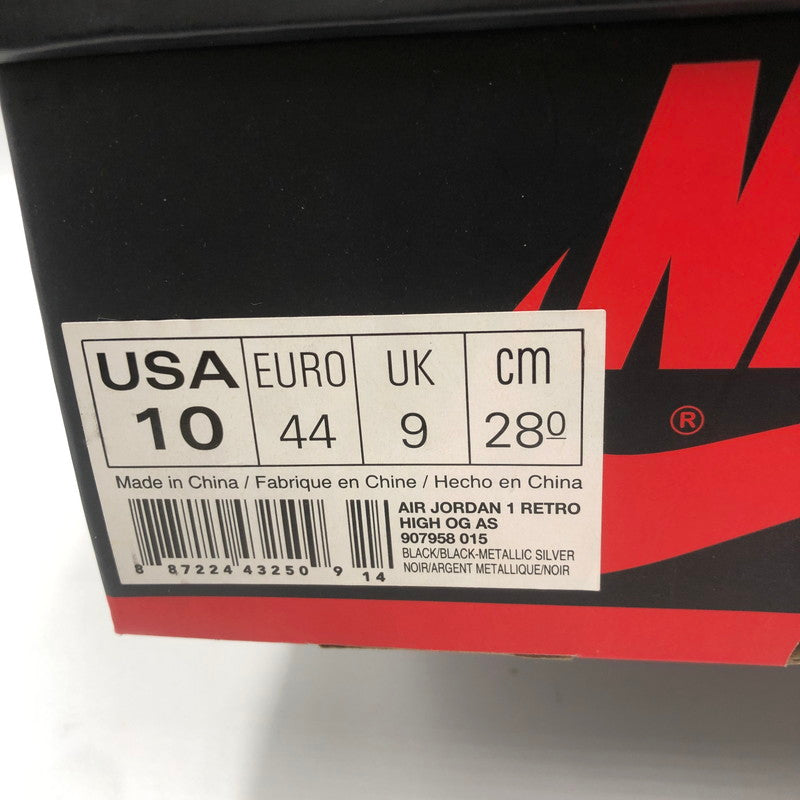 USA EURO UK cm
10 44 9 280
Made in China / Fabrique en Chine / Hecho en China
AIR JORDAN 1 RETRO
HIGH OG AS
907958 015
BLACK/BLACK-METALLIC SILVER
NOIR/ARGENT METALLIQUE/NOIR
8 87224 43250 9 14
®